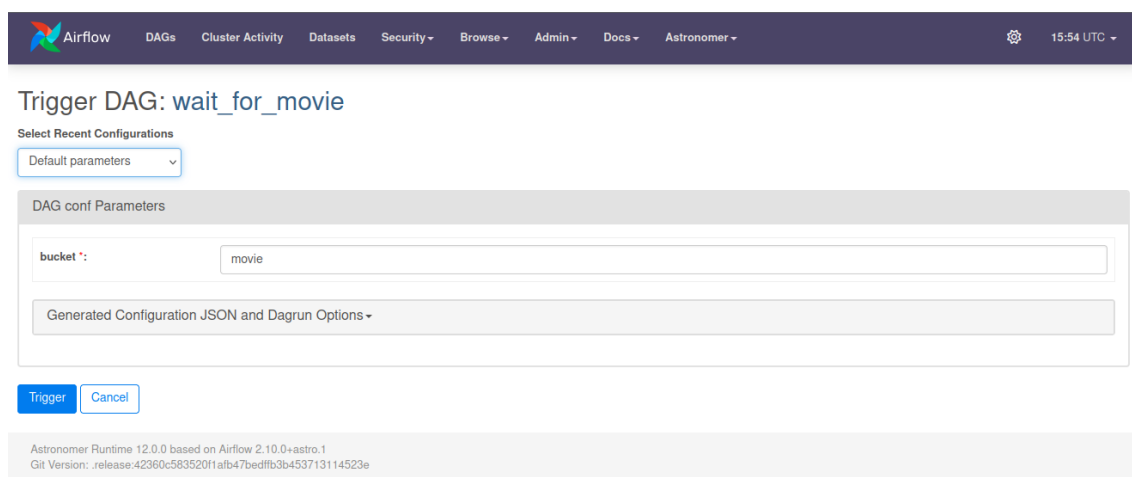 Airflow DAGs Cluster Activity Datasets Security Browse Admin Docs Astronomer 15:54 UTC
Trigger DAG: wait_for_movie
Select Recent Configurations
Default parameters
DAG conf Parameters
bucket *: movie
Generated Configuration JSON and Dagrun Options
Trigger Cancel
Astronomer Runtime 12.0.0 based on Airflow 2.10.0+astro.1
Git Version: .release:42360c583520f1afb47bedffb3b453713114523e